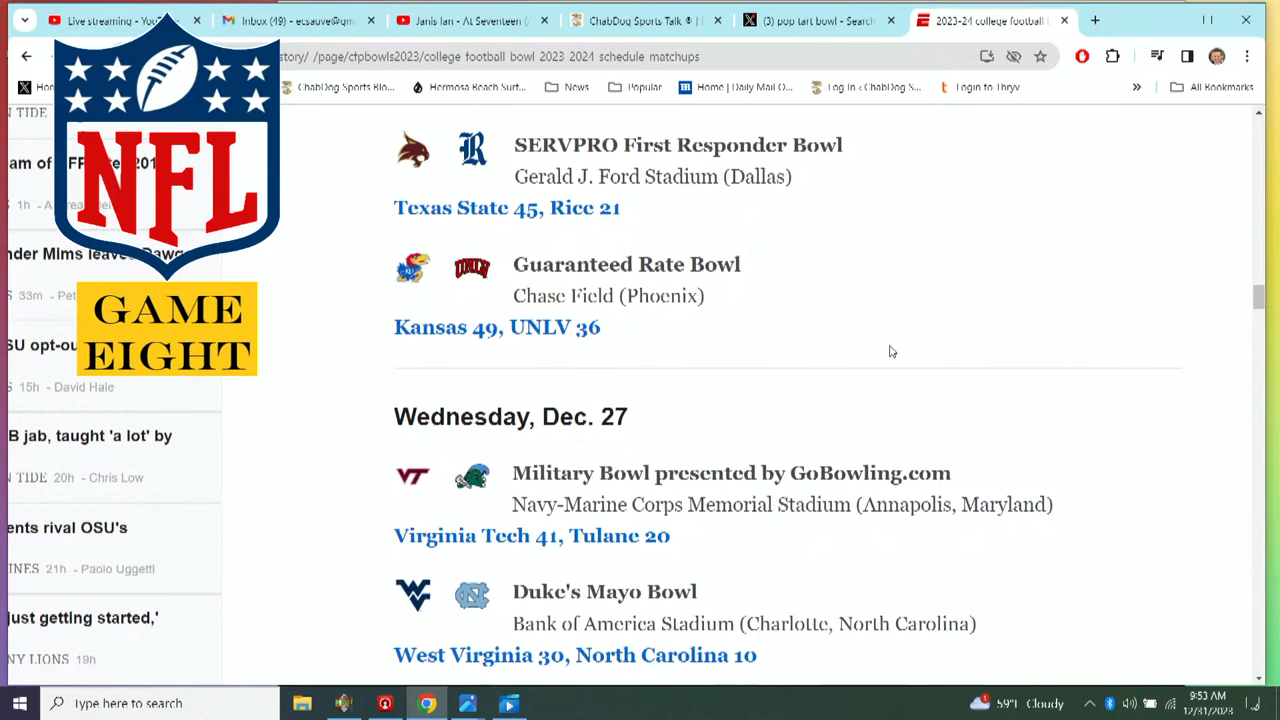 Live streaming - YouT
Inbox (49) - ecsauve@gm
Janis Ian - At Seventeen (
ChabDog Sports Talk ® |
(3) pop tart bowl - Search
2023-24 college football
story/ /page/cfpbowls2023/college football bowl 2023 2024 schedule matchups
ChabDog Sports Blo...
Hermosa Beach Surf...
News
Popular
Home | Daily Mail O...
Log In ‹ ChabDog S...
Login to Thryv
»
All Bookmarks
N TIDE
NFL
GAME
EIGHT
1h
nder Mims leaves Dawg
33m
SU opt-ou
15h - David Hale
B jab, taught 'a lot' by
TIDE 20h - Chris Low
ents rival OSU's
INES 21h - Paolo Uggetti
just getting started,'
NY LIONS 19h
SERVPRO First Responder Bowl
Gerald J. Ford Stadium (Dallas)
Texas State 45, Rice 21
UNLV
Guaranteed Rate Bowl
Chase Field (Phoenix)
Kansas 49, UNLV 36
Wednesday, Dec. 27
VT
Military Bowl presented by GoBowling.com
Navy-Marine Corps Memorial Stadium (Annapolis, Maryland)
Virginia Tech 41, Tulane 20
Duke's Mayo Bowl
Bank of America Stadium (Charlotte, North Carolina)
West Virginia 30, North Carolina 10
Type here to search
59°F Cloudy
9:53 AM
12/31/2023